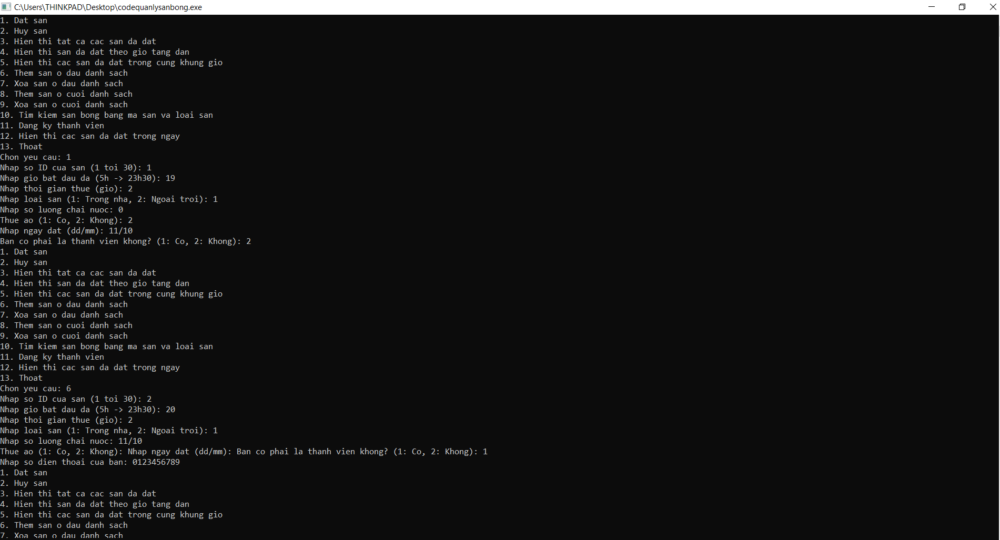 C:\Users\THINKPAD\Desktop\codequanlysanbong.exe
1. Dat san
2. Huy san
3. Hien thi tat ca cac san da dat
4. Hien thi san da dat theo gio tang dan
5. Hien thi cac san da dat trong cung khung gio
6. Them san o dau danh sach
7. Xoa san o dau danh sach
8. Them san o cuoi danh sach
9. Xoa san o cuoi danh sach
10. Tim kiem san bong bang ma san va loai san
11. Dang ky thanh vien
12. Hien thi cac san da dat trong ngay
13. Thoat
Chon yeu cau: 1
Nhap so ID cua san (1 toi 30): 1
Nhap gio bat dau da (5h -> 23h30): 19
Nhap thoi gian thue (gio): 2
Nhap loai san (1: Trong nha, 2: Ngoai troi): 1
Nhap so luong chai nuoc: 0
Thue ao (1: Co, 2: Khong): 2
Nhap ngay dat (dd/mm): 11/10
Ban co phai la thanh vien khong? (1: Co, 2: Khong): 2
1. Dat san
2. Huy san
3. Hien thi tat ca cac san da dat
4. Hien thi san da dat theo gio tang dan
5. Hien thi cac san da dat trong cung khung gio
6. Them san o dau danh sach
7. Xoa san o dau danh sach
8. Them san o cuoi danh sach
9. Xoa san o cuoi danh sach
10. Tim kiem san bong bang ma san va loai san
11. Dang ky thanh vien
12. Hien thi cac san da dat trong ngay
13. Thoat
Chon yeu cau: 6
Nhap so ID cua san (1 toi 30): 2
Nhap gio bat dau da (5h -> 23h30): 20
Nhap thoi gian thue (gio): 2
Nhap loai san (1: Trong nha, 2: Ngoai troi): 1
Nhap so luong chai nuoc: 11/10
Thue ao (1: Co, 2: Khong): Nhap ngay dat (dd/mm): Ban co phai la thanh vien khong? (1: Co, 2: Khong): 1
Nhap so dien thoai cua ban: 0123456789
1. Dat san
2. Huy san
3. Hien thi tat ca cac san da dat
4. Hien thi san da dat theo gio tang dan
5. Hien thi cac san da dat trong cung khung gio
6. Them san o dau danh sach
7. Xoa san o dau danh sach